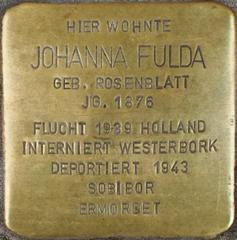 HIER WOHNTE
JOHANNA FULDA
GEB. ROSENBLATT
JG. 1876
FLUCHT 1939 HOLLAND
INTERNIERT WESTERBORK
DEPORTIERT 1943
SOBIBOR
ERMORDET